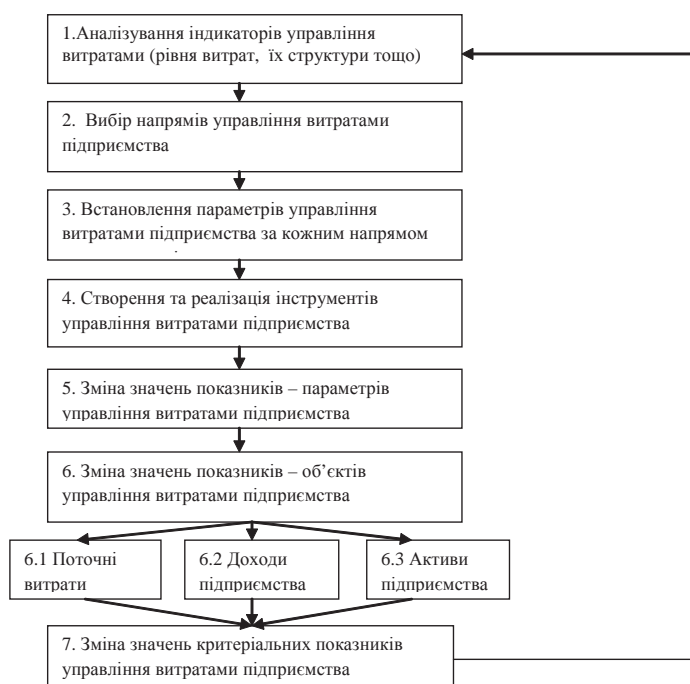 1.Аналізування індикаторів управління
витратами (рівня витрат, їх структури тощо)
2. Вибір напрямів управління витратами
підприємства
3. Встановлення параметрів управління
витратами підприємства за кожним напрямом
4. Створення та реалізація інструментів
управління витратами підприємства
5. Зміна значень показників – параметрів
управління витратами підприємства
6. Зміна значень показників – об’єктів
управління витратами підприємства
6.1 Поточні
витрати
6.2 Доходи
підприємства
6.3 Активи
підприємства
7. Зміна значень критеріальних показників
управління витратами підприємства